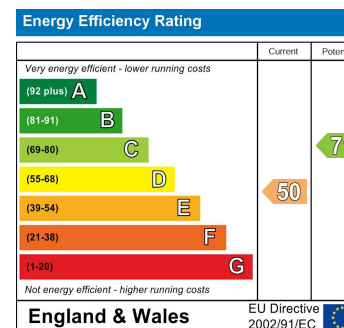 Energy Efficiency Rating
Current
Very energy efficient - lower running costs
(92 plus) A
(81-91) B
(69-80) C
7
(55-68) D
50
(39-54) E
(21-38) F
(1-20) G
Not energy efficient - higher running costs
England & Wales
EU Directive
2002/91/EC